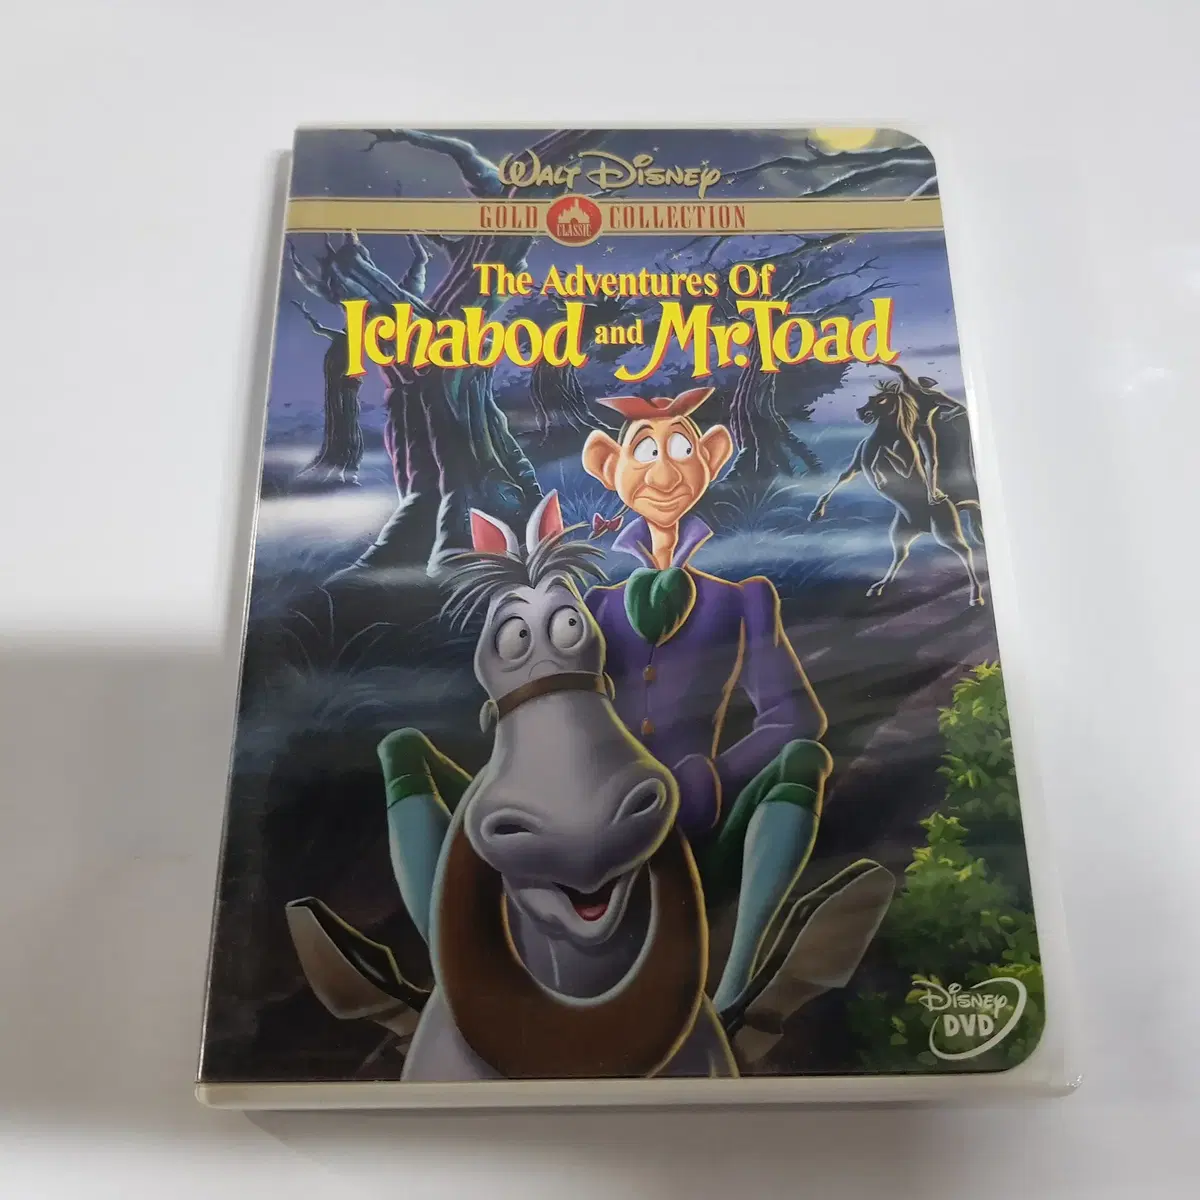 WALT DISNEY
GOLD CLASSIC COLLECTION
The Adventures Of
Ichabod and Mr. Toad
DISNEY
DVD